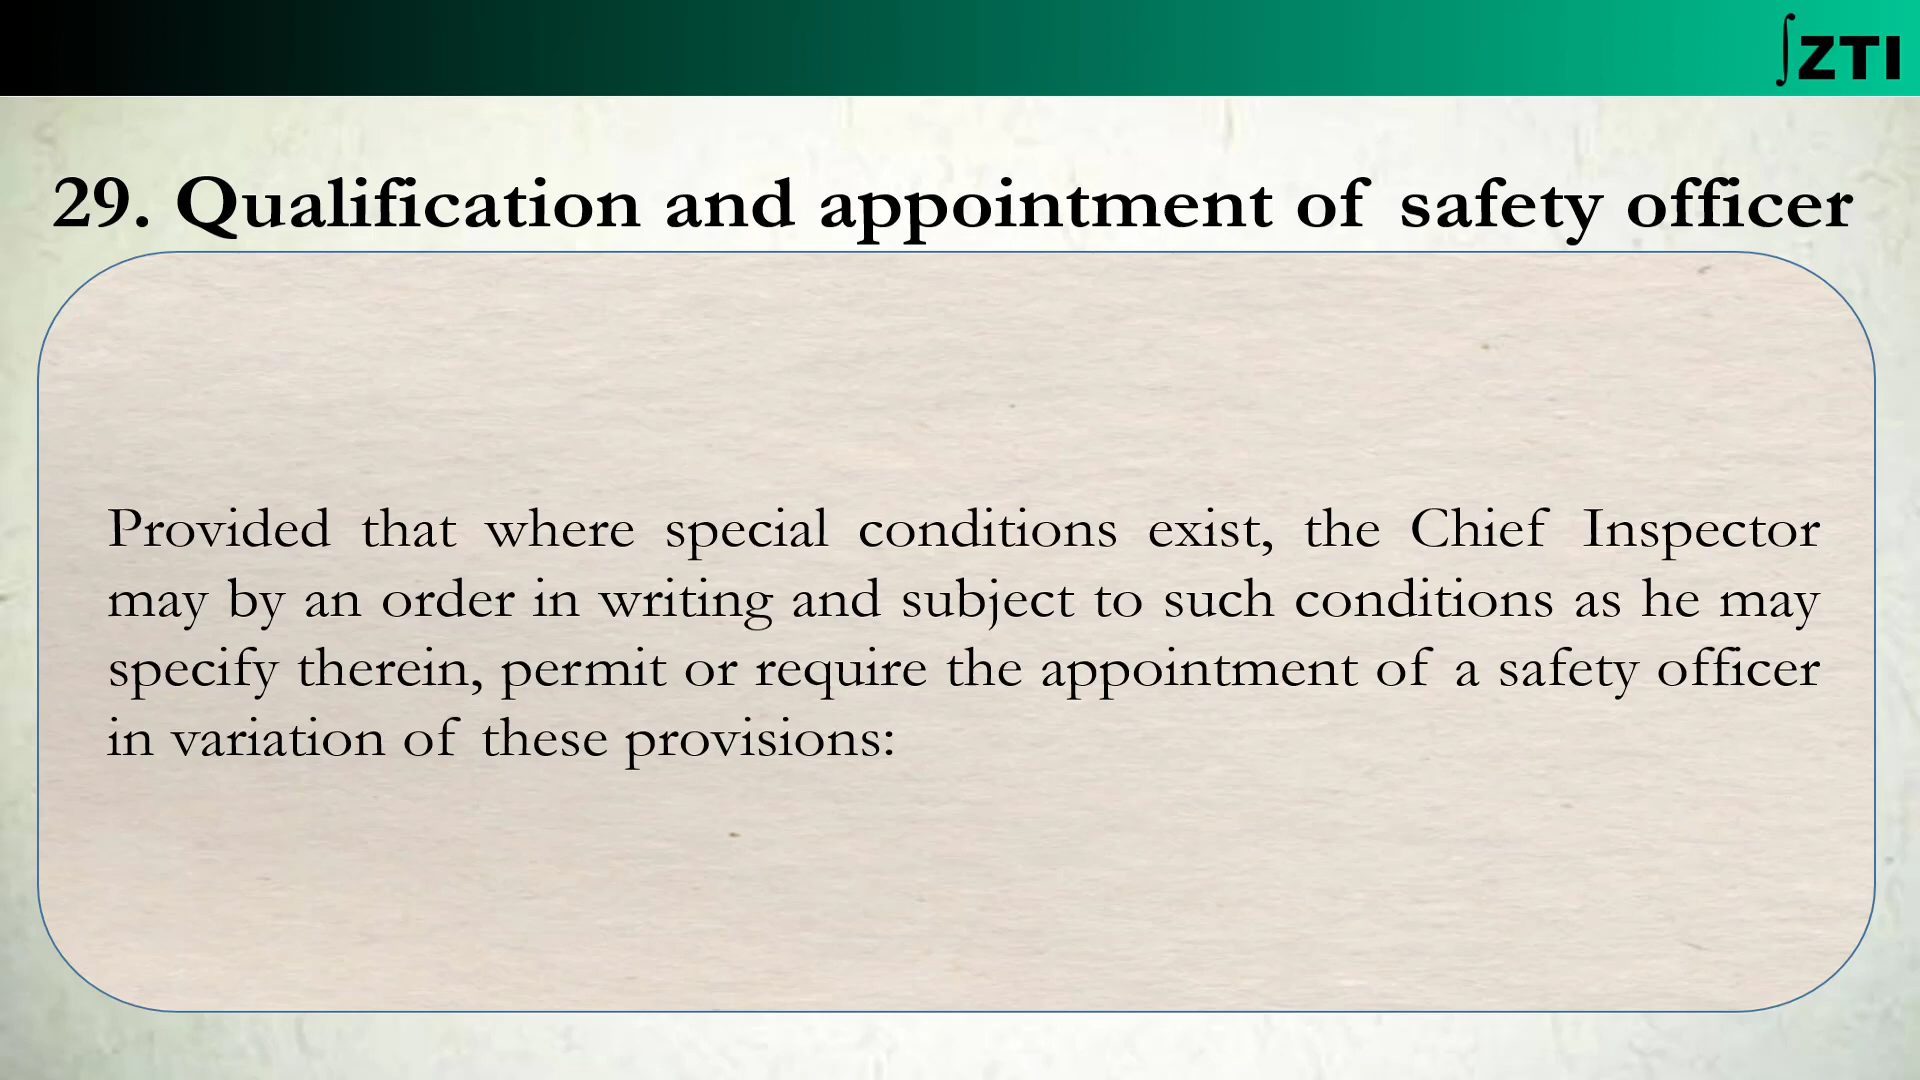 ∫ZTI
29. Qualification and appointment of safety officer
Provided that where special conditions exist, the Chief Inspector
may by an order in writing and subject to such conditions as he may
specify therein, permit or require the appointment of a safety officer
in variation of these provisions: